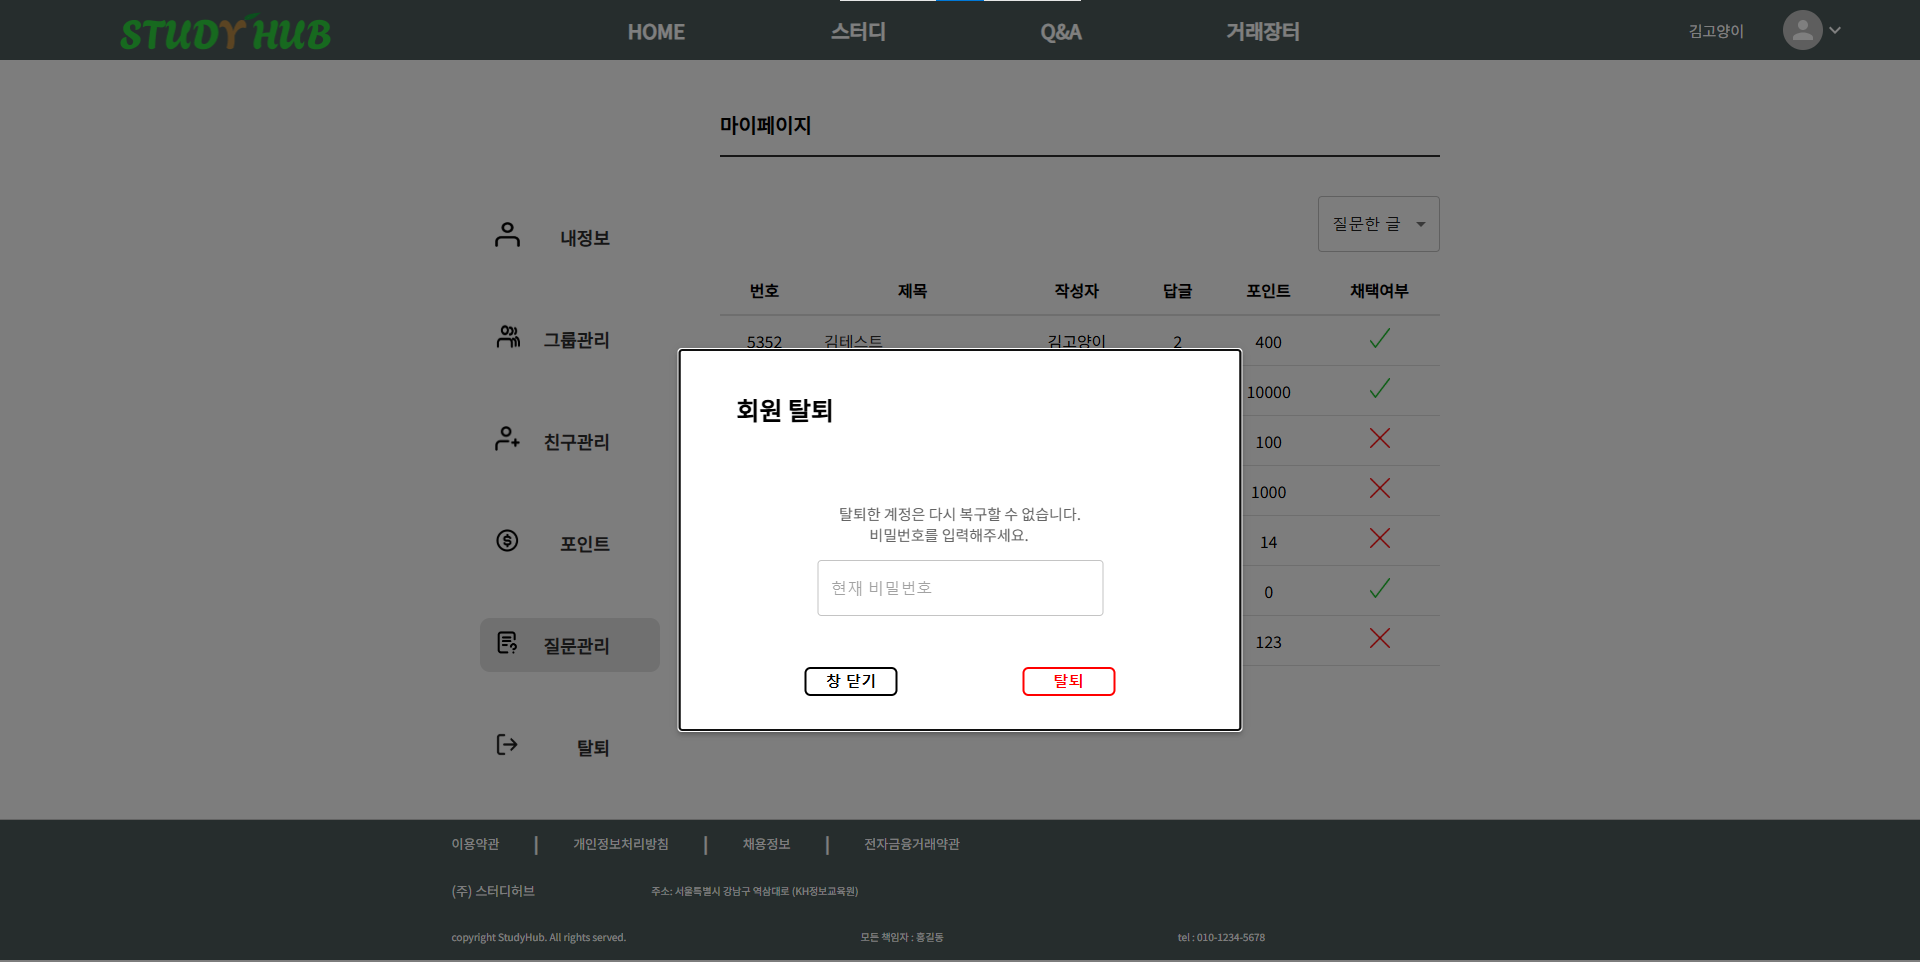 STUDY HUB
HOME 스터디 Q&A 거래장터 김고양이
마이페이지
질문한 글
내정보
그룹관리
친구관리
포인트
질문관리
탈퇴
번호 제목 작성자 답글 포인트 채택여부
5352 김테스트 김고양이 2 400
10000
100
1000
14
0
123
회원 탈퇴
탈퇴한 계정은 다시 복구할 수 없습니다.
비밀번호를 입력해주세요.
현재 비밀번호
창 닫기 탈퇴
이용약관 | 개인정보처리방침 | 채용정보 | 전자금융거래약관
(주) 스터디허브 주소: 서울특별시 강남구 역삼대로 (KH정보교육원)
copyright StudyHub. All rights served. 모든 책임자 : 홍길동 tel : 010-1234-5678